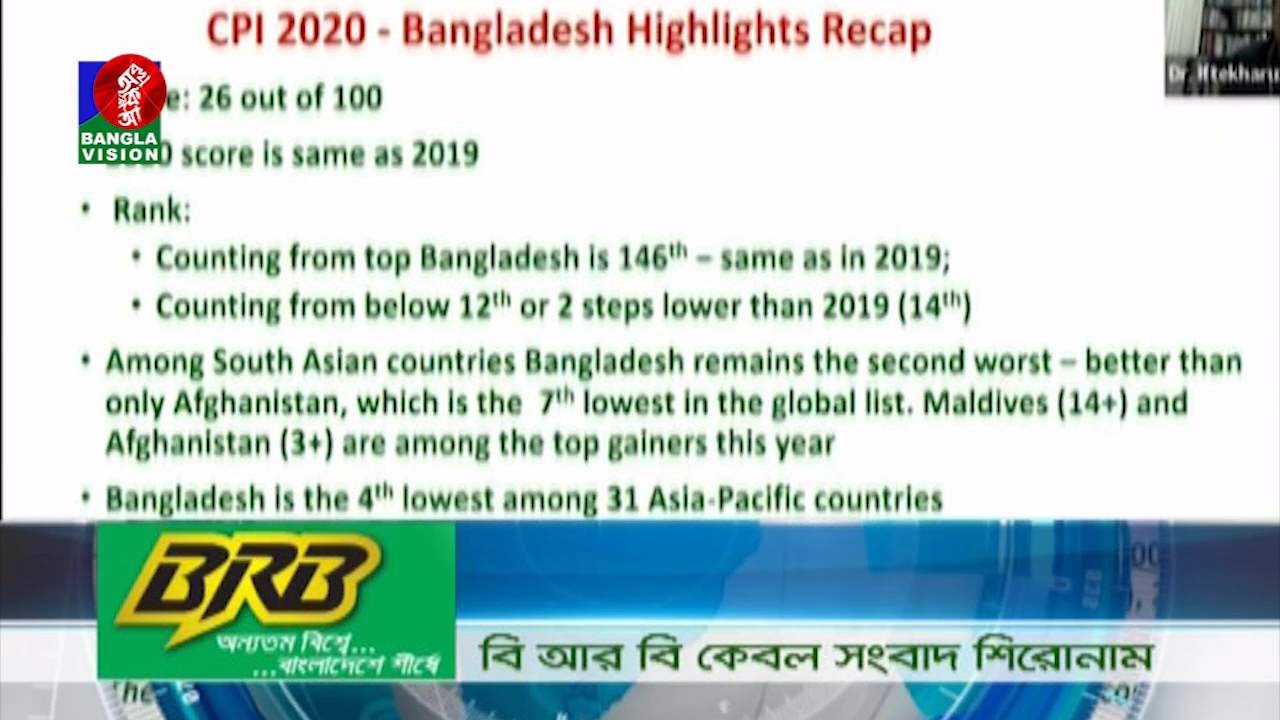 CPI 2020 - Bangladesh Highlights Recap
Dr. Iftekharu
e: 26 out of 100
BANGLA
VISION
0 score is same as 2019
• Rank:
• Counting from top Bangladesh is 146th – same as in 2019;
• Counting from below 12th or 2 steps lower than 2019 (14th)
• Among South Asian countries Bangladesh remains the second worst – better than
only Afghanistan, which is the 7th lowest in the global list. Maldives (14+) and
Afghanistan (3+) are among the top gainers this year
• Bangladesh is the 4th lowest among 31 Asia-Pacific countries
BRB
অন্যতম বিশ্বে...
...বাংলাদেশে শীর্ষে
বি আর বি কেবল সংবাদ শিরোনাম